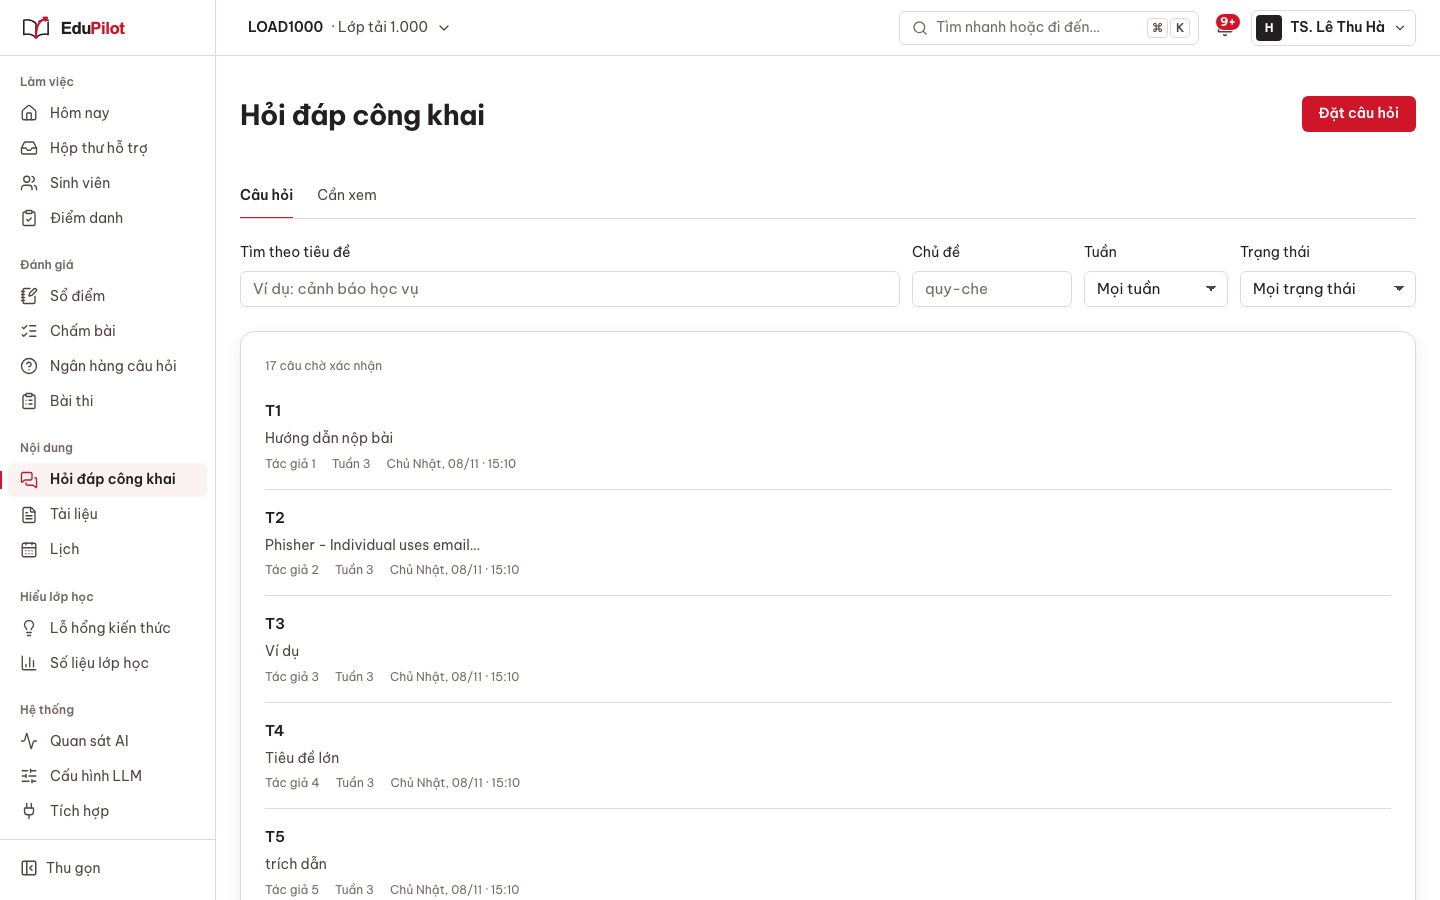 EduPilot
LOAD1000 · Lớp tải 1.000
Tìm nhanh hoặc đi đến...
⌘ K
9+
H
TS. Lê Thu Hà
Làm việc
Hôm nay
Hộp thư hỗ trợ
Sinh viên
Điểm danh
Đánh giá
Sổ điểm
Chấm bài
Ngân hàng câu hỏi
Bài thi
Nội dung
Hỏi đáp công khai
Tài liệu
Lịch
Hiểu lớp học
Lỗ hổng kiến thức
Số liệu lớp học
Hệ thống
Quan sát AI
Cấu hình LLM
Tích hợp
Thu gọn
Hỏi đáp công khai
Đặt câu hỏi
Câu hỏi
Cần xem
Tìm theo tiêu đề
Chủ đề
Tuần
Trạng thái
Ví dụ: cảnh báo học vụ
quy-che
Mọi tuần
Mọi trạng thái
17 câu chờ xác nhận
T1
Hướng dẫn nộp bài
Tác giả 1 Tuần 3 Chủ Nhật, 08/11 · 15:10
T2
Phisher - Individual uses email...
Tác giả 2 Tuần 3 Chủ Nhật, 08/11 · 15:10
T3
Ví dụ
Tác giả 3 Tuần 3 Chủ Nhật, 08/11 · 15:10
T4
Tiêu đề lớn
Tác giả 4 Tuần 3 Chủ Nhật, 08/11 · 15:10
T5
trích dẫn
Tác giả 5 Tuần 3 Chủ Nhật, 08/11 · 15:10